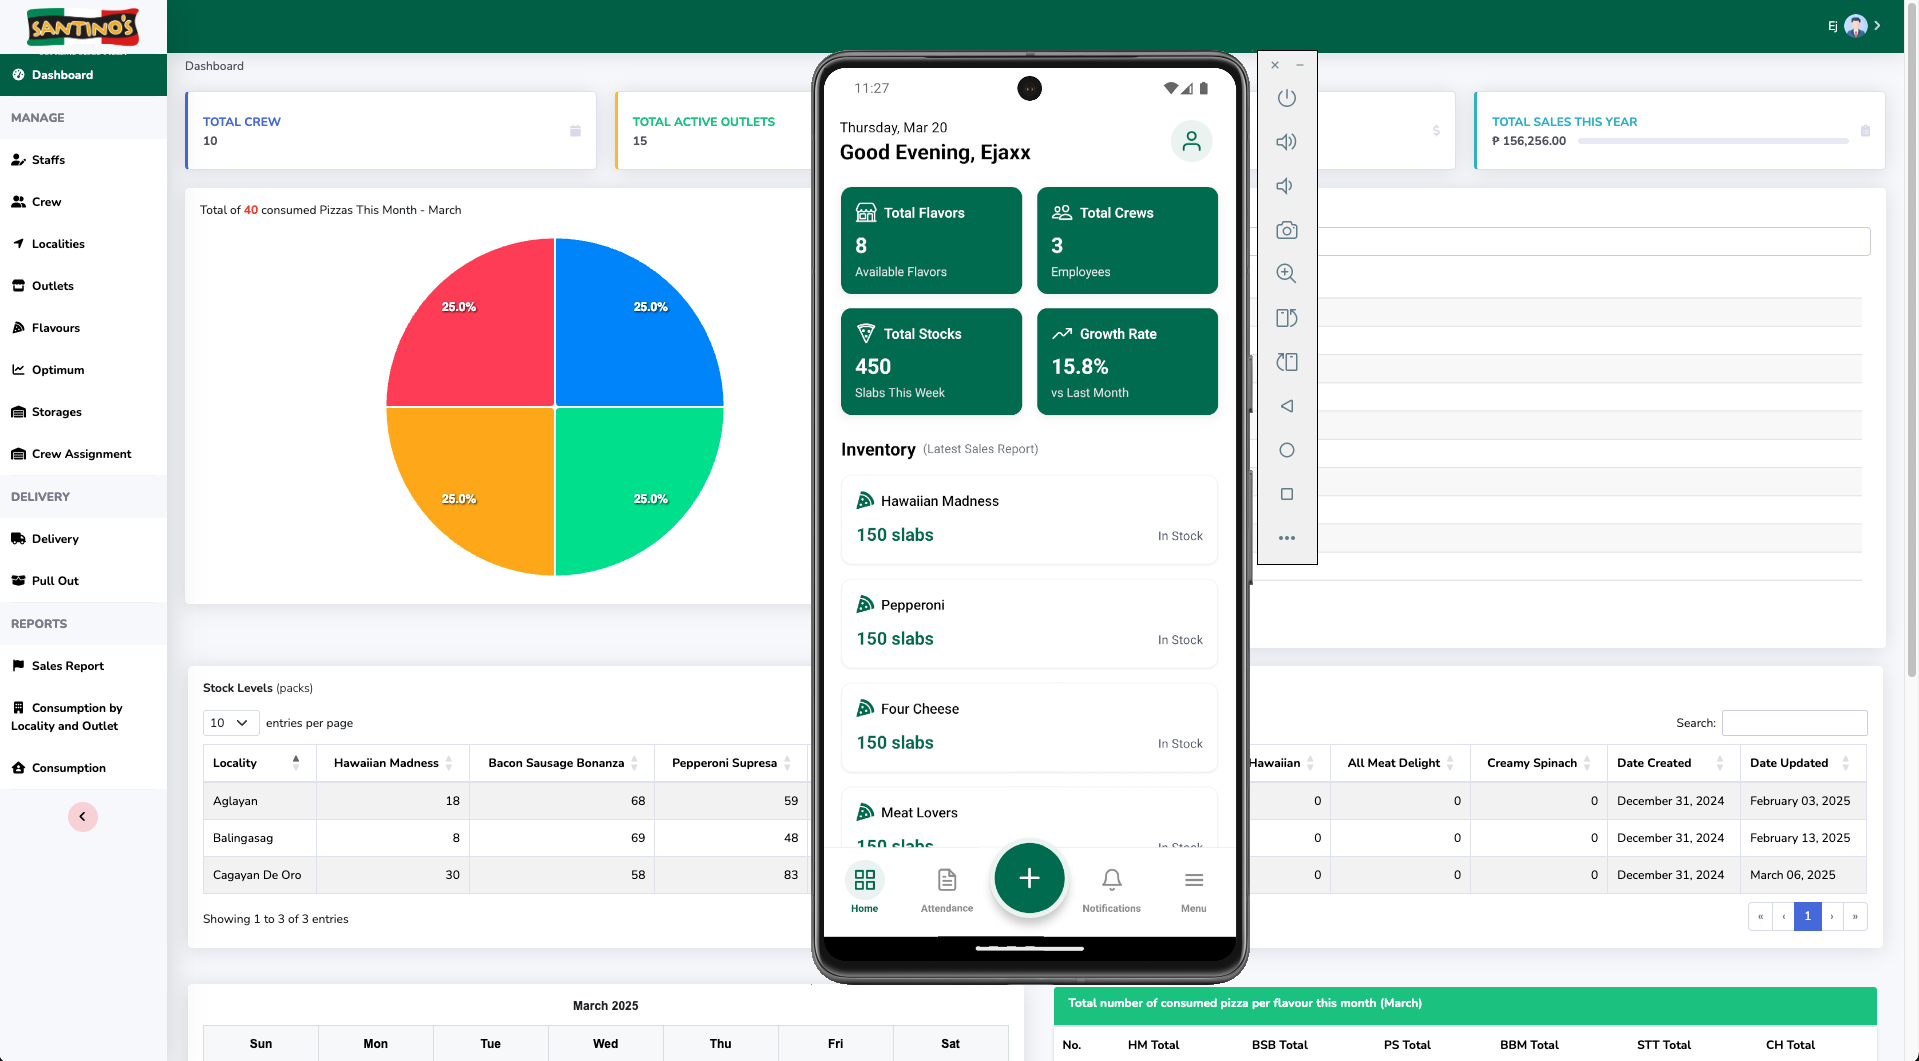 SANTINO'S
Ej
Dashboard
MANAGE
Staffs
Crew
Localities
Outlets
Flavours
Optimum
Storages
Crew Assignment
DELIVERY
Delivery
Pull Out
REPORTS
Sales Report
Consumption by
Locality and Outlet
Consumption
Dashboard
TOTAL CREW
10
TOTAL ACTIVE OUTLETS
15
$
TOTAL SALES THIS YEAR
₱ 156,256.00
Total of 40 consumed Pizzas This Month - March
25.0%
25.0%
25.0%
25.0%
11:27
Thursday, Mar 20
Good Evening, Ejaxx
Total Flavors
8
Available Flavors
Total Crews
3
Employees
Total Stocks
450
Slabs This Week
Growth Rate
15.8%
vs Last Month
Inventory (Latest Sales Report)
Hawaiian Madness
150 slabs In Stock
Pepperoni
150 slabs In Stock
Four Cheese
150 slabs In Stock
Meat Lovers
150 slabs In Stock
Home
Attendance
Notifications
Menu
Stock Levels (packs)
10 entries per page
Search:
Locality Hawaiian Madness Bacon Sausage Bonanza Pepperoni Supresa Hawaiian All Meat Delight Creamy Spinach Date Created Date Updated
Aglayan 18 68 59 0 0 0 December 31, 2024 February 03, 2025
Balingasag 8 69 48 0 0 0 December 31, 2024 February 13, 2025
Cagayan De Oro 30 58 83 0 0 0 December 31, 2024 March 06, 2025
Showing 1 to 3 of 3 entries
« ‹ 1 › »
March 2025
Sun Mon Tue Wed Thu Fri Sat
Total number of consumed pizza per flavour this month (March)
No. HM Total BSB Total PS Total BBM Total STT Total CH Total